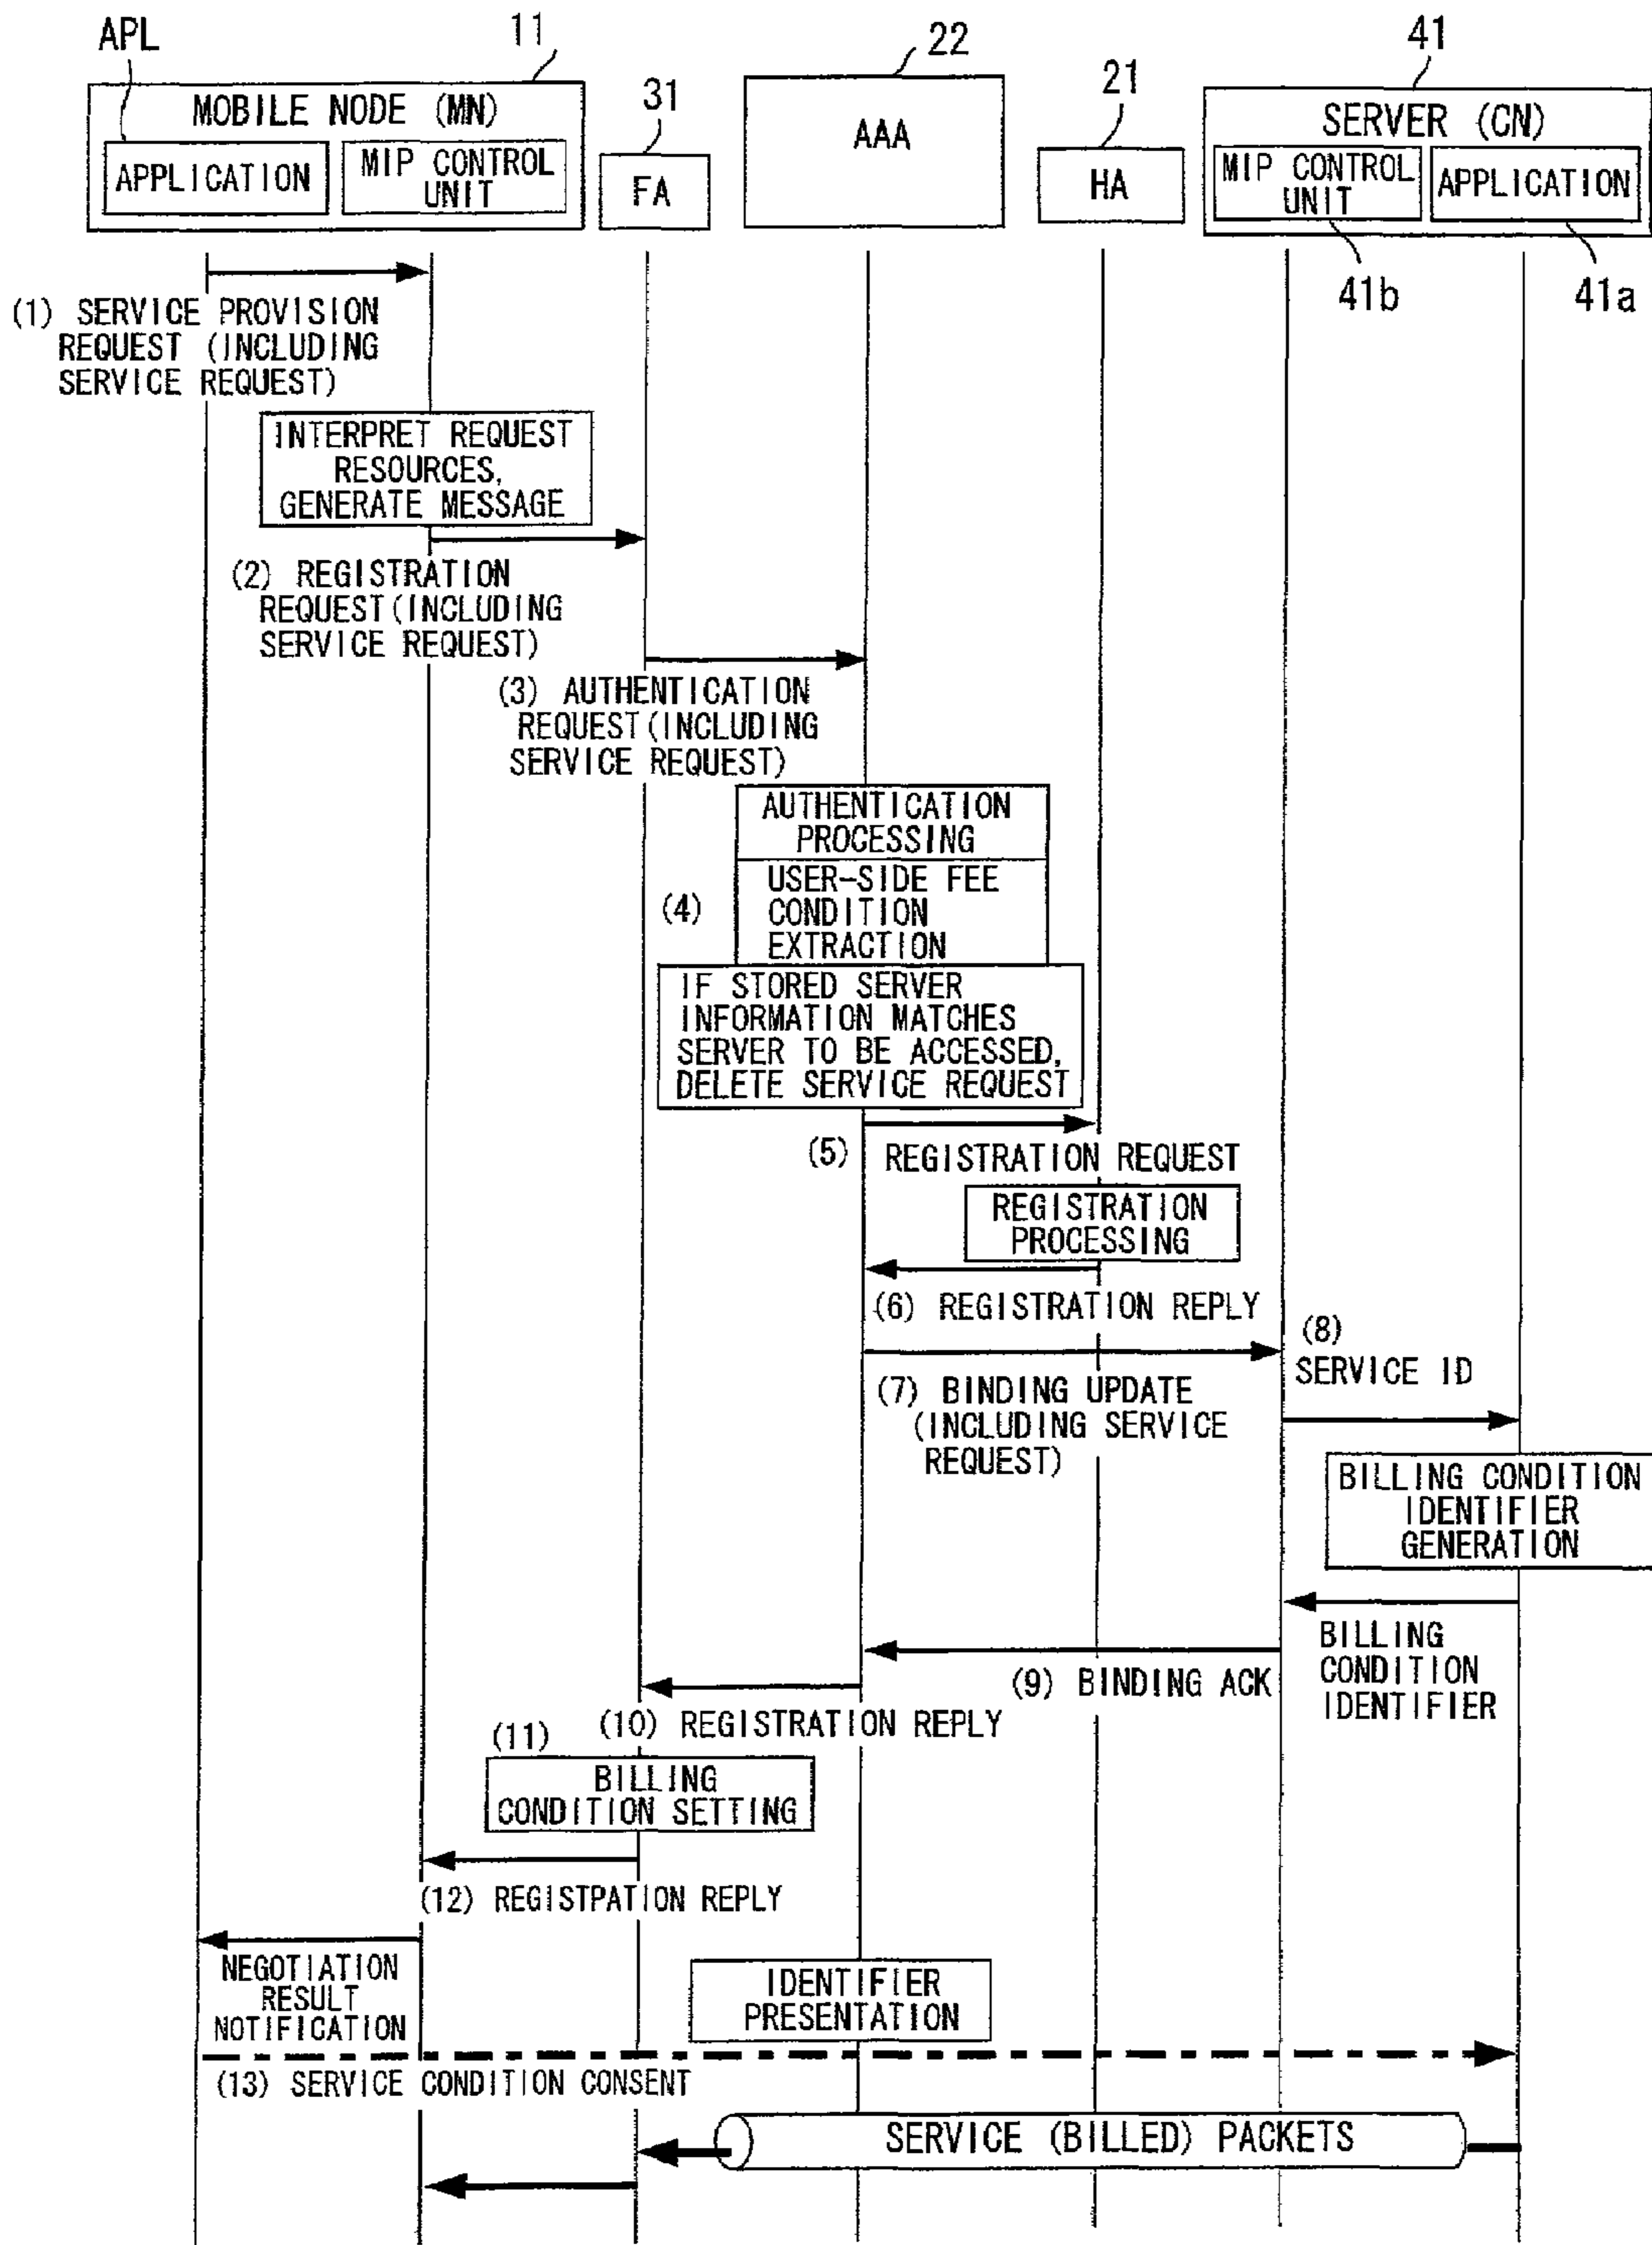 APL
11
22
41
MOBILE NODE (MN)
31
AAA
21
SERVER (CN)
APPLICATION
MIP CONTROL
UNIT
FA
HA
MIP CONTROL
UNIT
APPLICATION
41b
41a
(1) SERVICE PROVISION
REQUEST (INCLUDING
SERVICE REQUEST)
INTERPRET REQUEST
RESOURCES,
GENERATE MESSAGE
(2) REGISTRATION
REQUEST(INCLUDING
SERVICE REQUEST)
(3) AUTHENTICATION
REQUEST(INCLUDING
SERVICE REQUEST)
AUTHENTICATION
PROCESSING
(4)
USER-SIDE FEE
CONDITION
EXTRACTION
IF STORED SERVER
INFORMATION MATCHES
SERVER TO BE ACCESSED,
DELETE SERVICE REQUEST
(5) REGISTRATION REQUEST
REGISTRATION
PROCESSING
(6) REGISTRATION REPLY
(7) BINDING UPDATE
(INCLUDING SERVICE
REQUEST)
(8)
SERVICE ID
BILLING CONDITION
IDENTIFIER
GENERATION
BILLING
CONDITION
IDENTIFIER
(9) BINDING ACK
(10) REGISTRATION REPLY
(11)
BILLING
CONDITION SETTING
(12) REGISTPATION REPLY
NEGOTIATION
RESULT
NOTIFICATION
IDENTIFIER
PRESENTATION
(13) SERVICE CONDITION CONSENT
SERVICE (BILLED) PACKETS